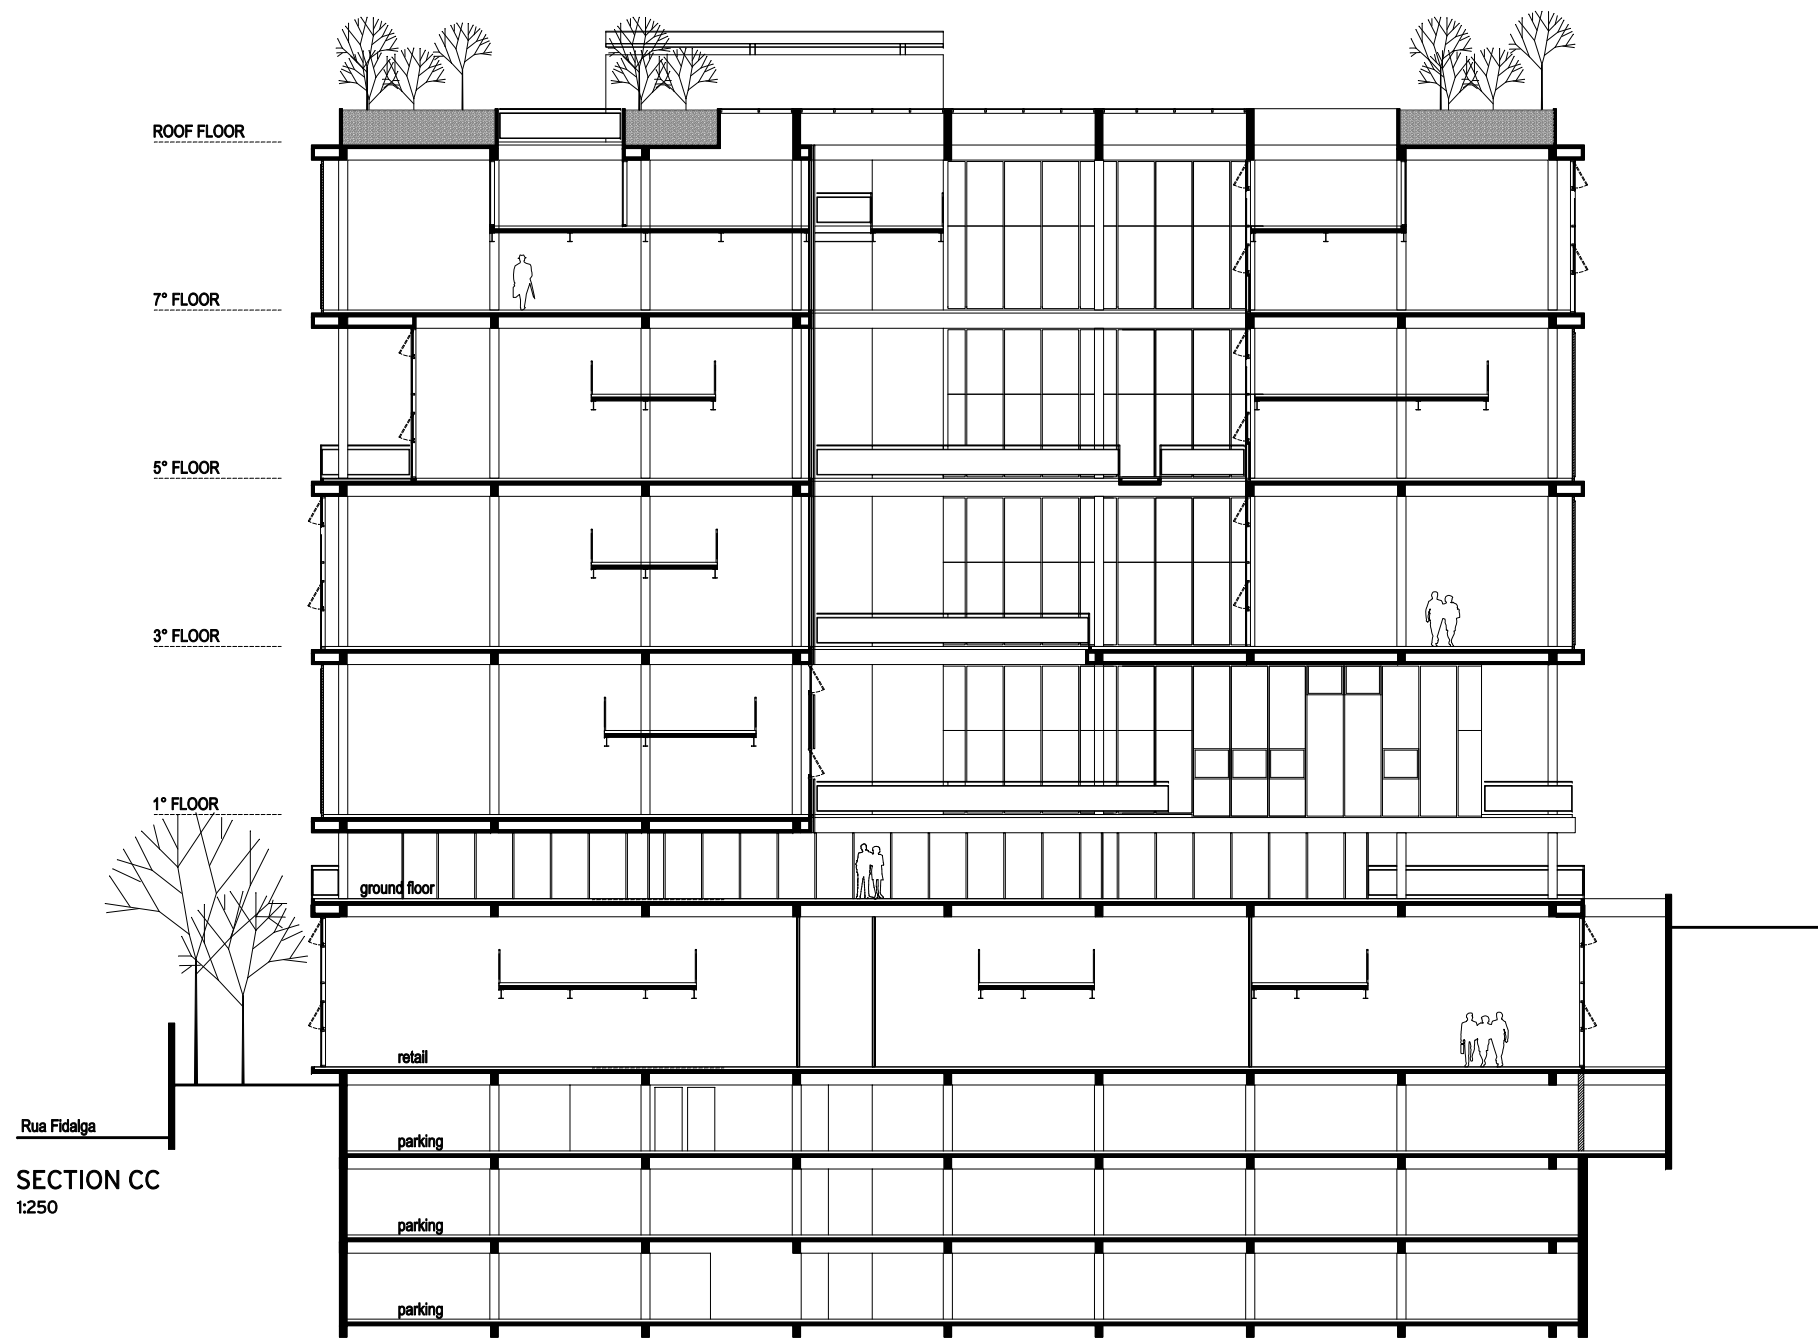 ROOF FLOOR
7° FLOOR
5° FLOOR
3° FLOOR
1° FLOOR
ground floor
retail
Rua Fidalga
parking
SECTION CC
1:250
parking
parking